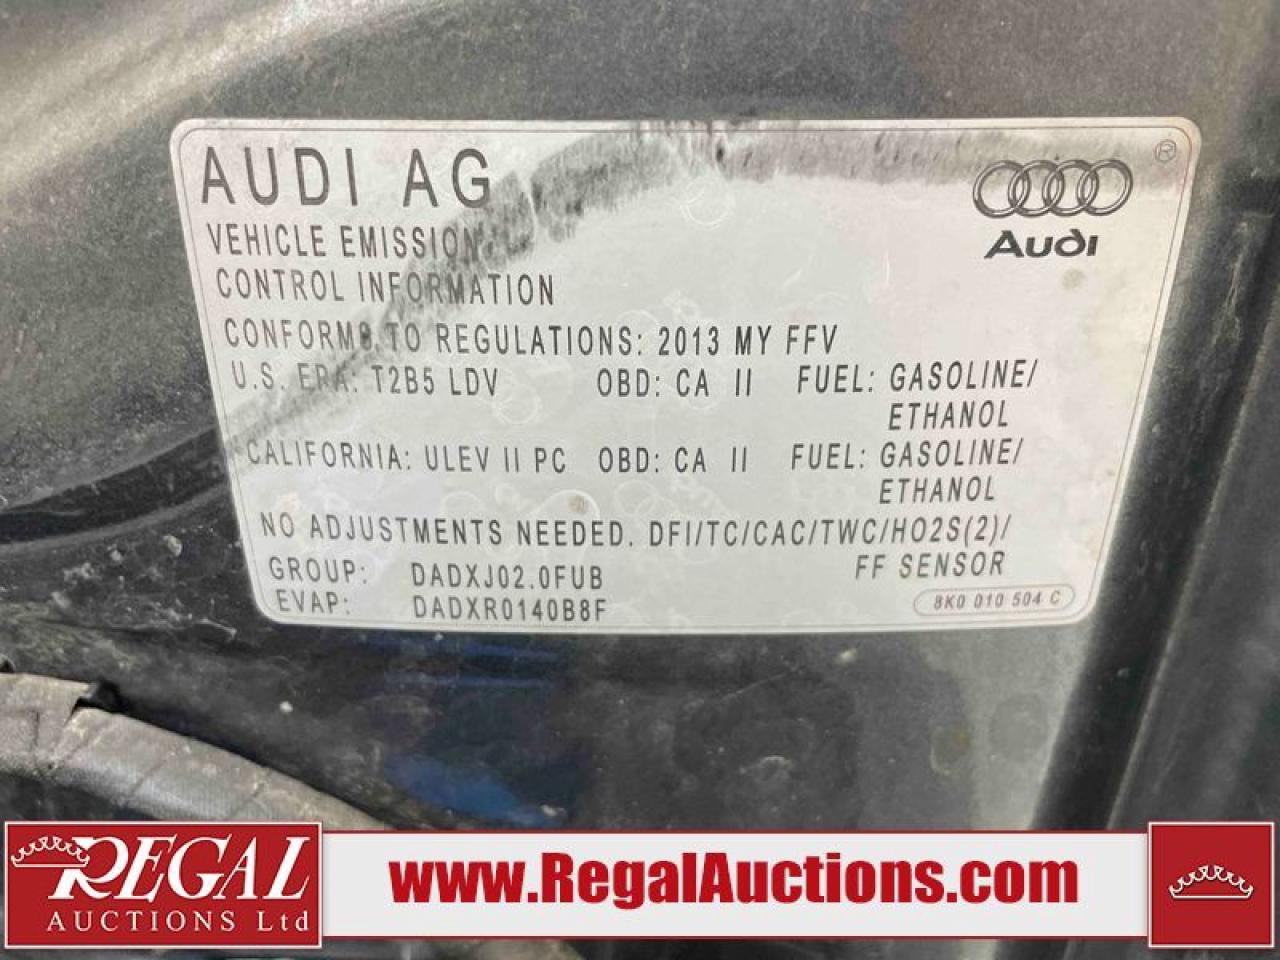 AUDI AG
®
Audi
VEHICLE EMISSION
CONTROL INFORMATION
CONFORMS TO REGULATIONS: 2013 MY FFV
U.S. EPA: T2B5 LDV OBD: CA II FUEL: GASOLINE/
ETHANOL
CALIFORNIA: ULEV II PC OBD: CA II FUEL: GASOLINE/
ETHANOL
NO ADJUSTMENTS NEEDED. DFI/TC/CAC/TWC/HO2S(2)/
FF SENSOR
GROUP: DADXJ02.0FUB
EVAP: DADXR0140B8F
8K0 010 504 C
REGAL
AUCTIONS Ltd
www.RegalAuctions.com